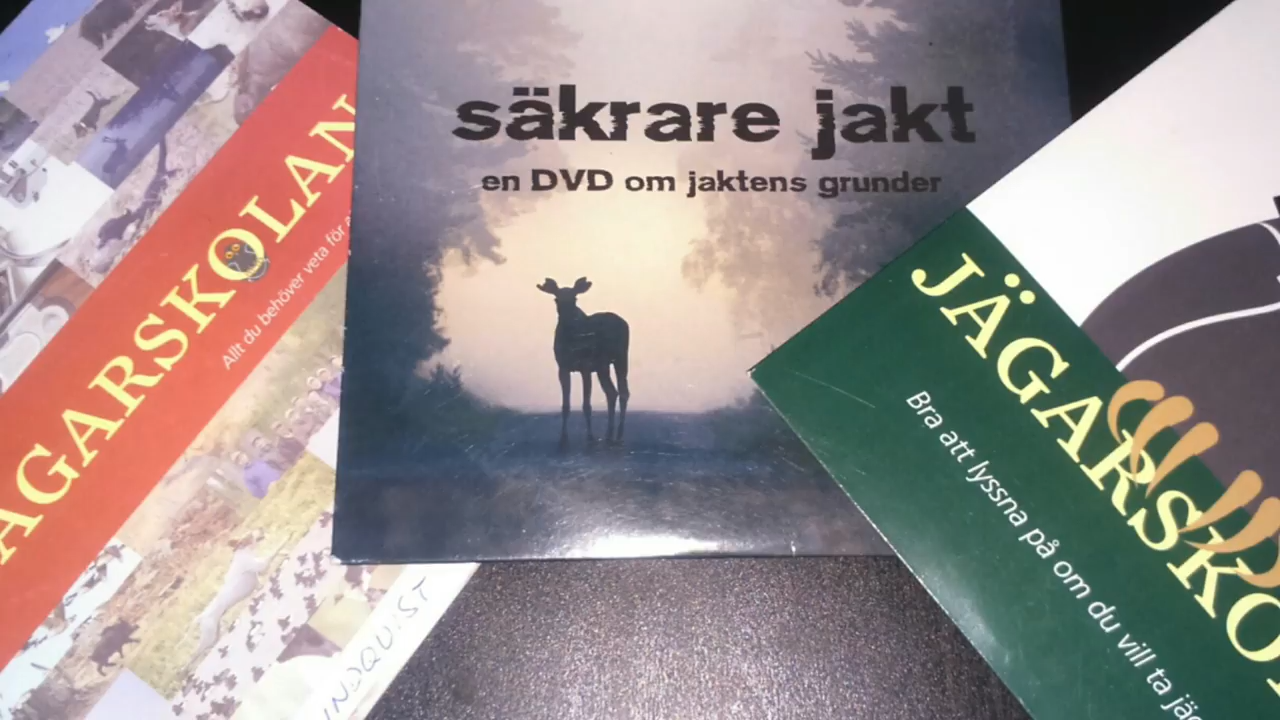 ÄGARSKOLAN
Allt du behöver veta för
säkrare jakt
en DVD om jaktens grunder
JÄGARSKO
Bra att lyssna på om du vill ta jä
NDQUIST